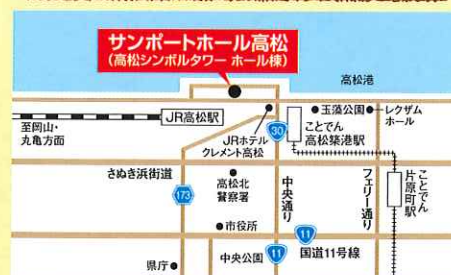 サンポートホール高松
(高松シンボルタワー ホール棟)
高松港
至岡山・
丸亀方面
JR高松駅
JRホテル
クレメント高松
30
ことでん
高松築港駅
玉藻公園
レクザム
ホール
さぬき浜街道
173
高松北
警察署
中央通り
フェリー通り
ことでん
片原町駅
市役所
11
国道11号線
県庁
中央公園
11